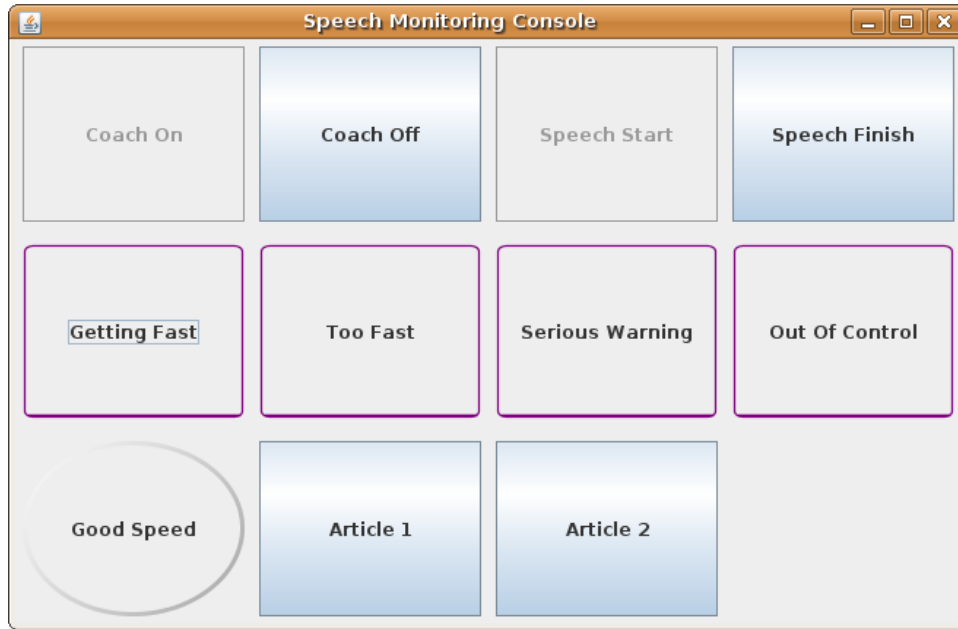 Speech Monitoring Console
Coach On
Coach Off
Speech Start
Speech Finish
Getting Fast
Too Fast
Serious Warning
Out Of Control
Good Speed
Article 1
Article 2